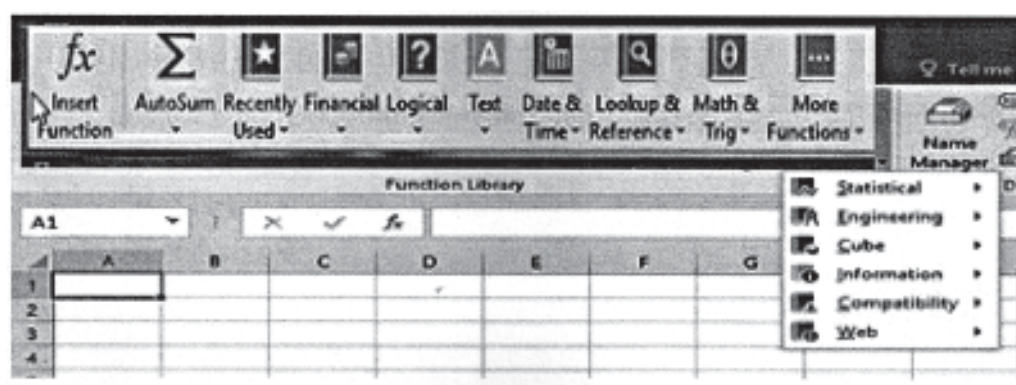 fx Σ ? A θ
Insert AutoSum Recently Financial Logical Text Date & Lookup & Math & More
Function Used Time Reference Trig Functions
Tell me
Name
Manager
Function Library
Statistical
Engineering
Cube
Information
Compatibility
Web
A1 fx
A B C D E F G
1
2
3
4